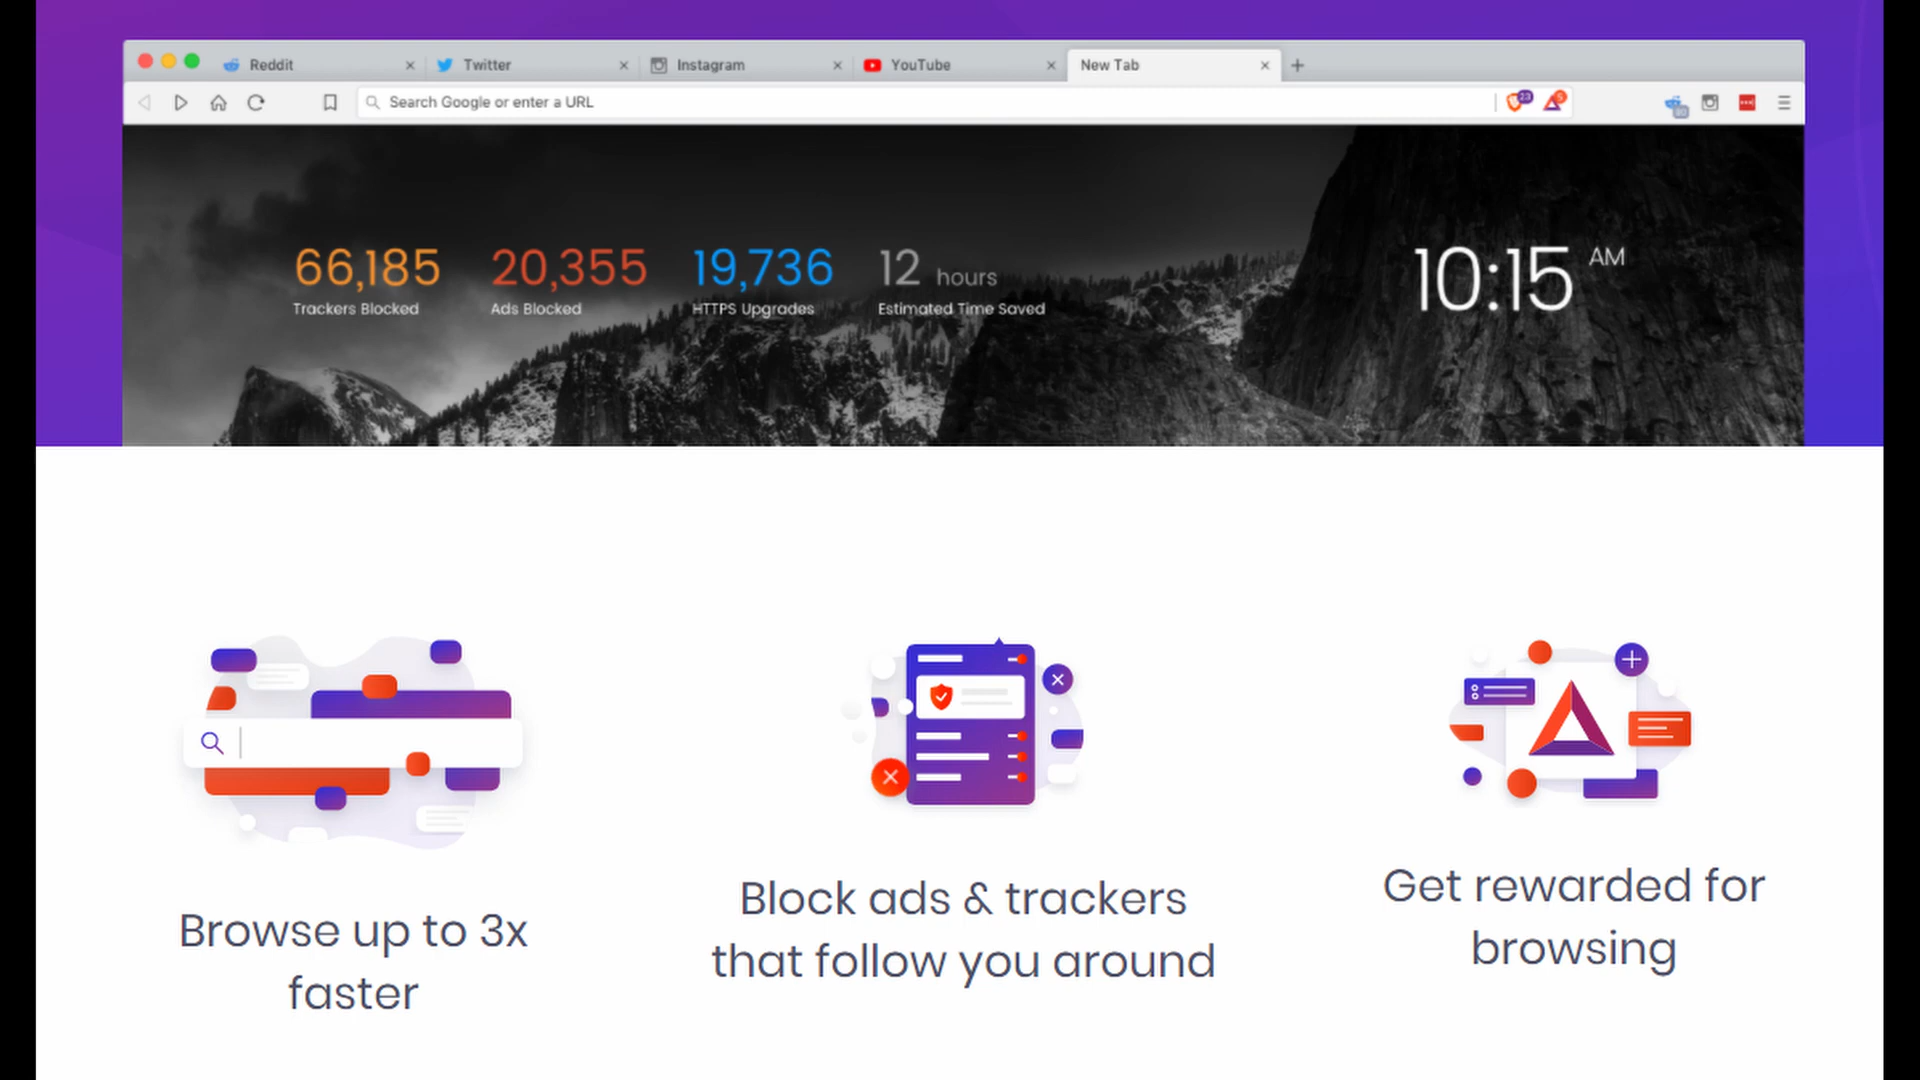 Reddit
Twitter
Instagram
YouTube
New Tab
Search Google or enter a URL
23
5
66,185
20,355
19,736
12 hours
10:15 AM
Trackers Blocked
Ads Blocked
HTTPS Upgrades
Estimated Time Saved
Browse up to 3x
faster
Block ads & trackers
that follow you around
Get rewarded for
browsing